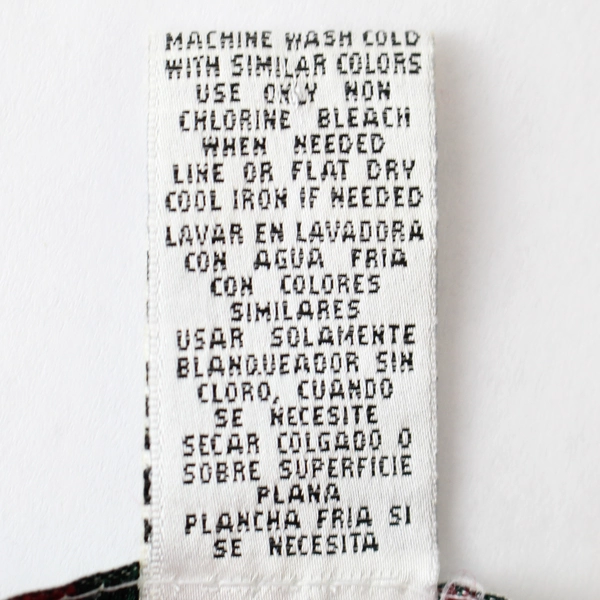 MACHINE WASH COLD
WITH SIMILAR COLORS
USE ONLY NON
CHLORINE BLEACH
WHEN NEEDED
LINE OR FLAT DRY
COOL IRON IF NEEDED
LAVAR EN LAVADORA
CON AGUA FRIA
CON COLORES
SIMILARES
USAR SOLAMENTE
BLANQUEADOR SIN
CLORO, CUANDO
SE NECESITE
SECAR COLGADO O
SOBRE SUPERFICIE
PLANA
PLANCHA FRIA SI
SE NECESITA